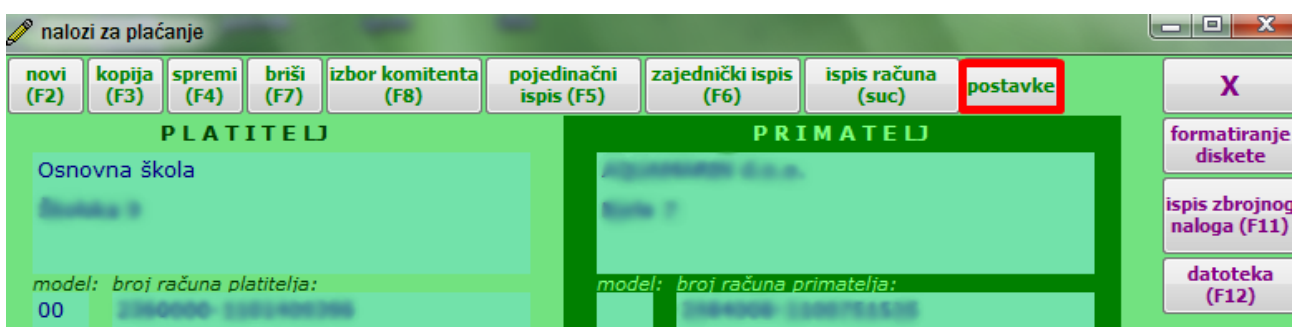 nalozi za plaćanje
X
novi
(F2)
kopija
(F3)
spremi
(F4)
briši
(F7)
izbor komitenta
(F8)
pojedinačni
ispis (F5)
zajednički ispis
(F6)
ispis računa
(suc)
postavke
X
PLATITELJ
PRIMATELJ
formatiranje
diskete
Osnovna škola
ispis zbrojnog
naloga (F11)
model: broj računa platitelja:
model: broj računa primatelja:
datoteka
(F12)
00